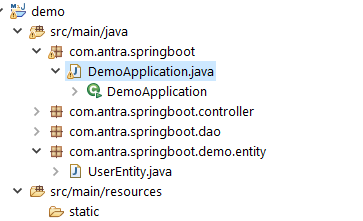 demo
src/main/java
com.antra.springboot
DemoApplication.java
DemoApplication
com.antra.springboot.controller
com.antra.springboot.dao
com.antra.springboot.demo.entity
UserEntity.java
src/main/resources
static